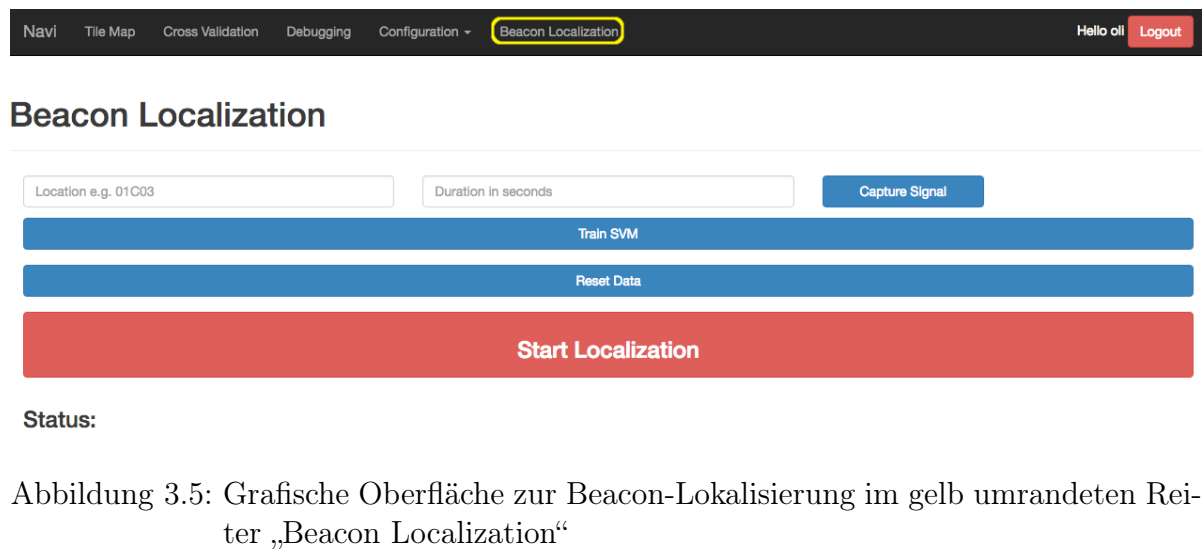 Navi Tile Map Cross Validation Debugging Configuration Beacon Localization Hello oli Logout
Beacon Localization
Location e.g. 01C03 Duration in seconds Capture Signal
Train SVM
Reset Data
Start Localization
Status:
Abbildung 3.5: Grafische Oberfläche zur Beacon-Lokalisierung im gelb umrandeten Rei-
ter „Beacon Localization“